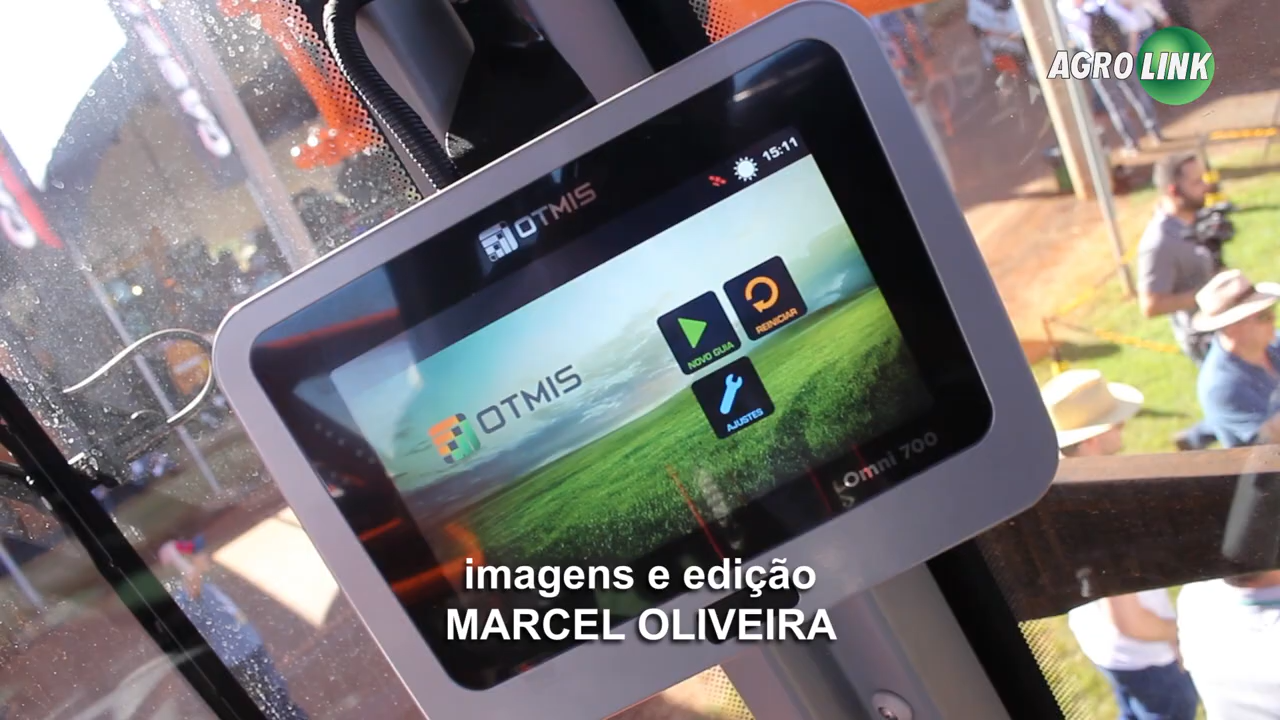 AGRO LINK
15:11
OTMIS
OTMIS
NOVO GUIA
REINICIAR
AJUSTES
Omni 700
imagens e edição
MARCEL OLIVEIRA